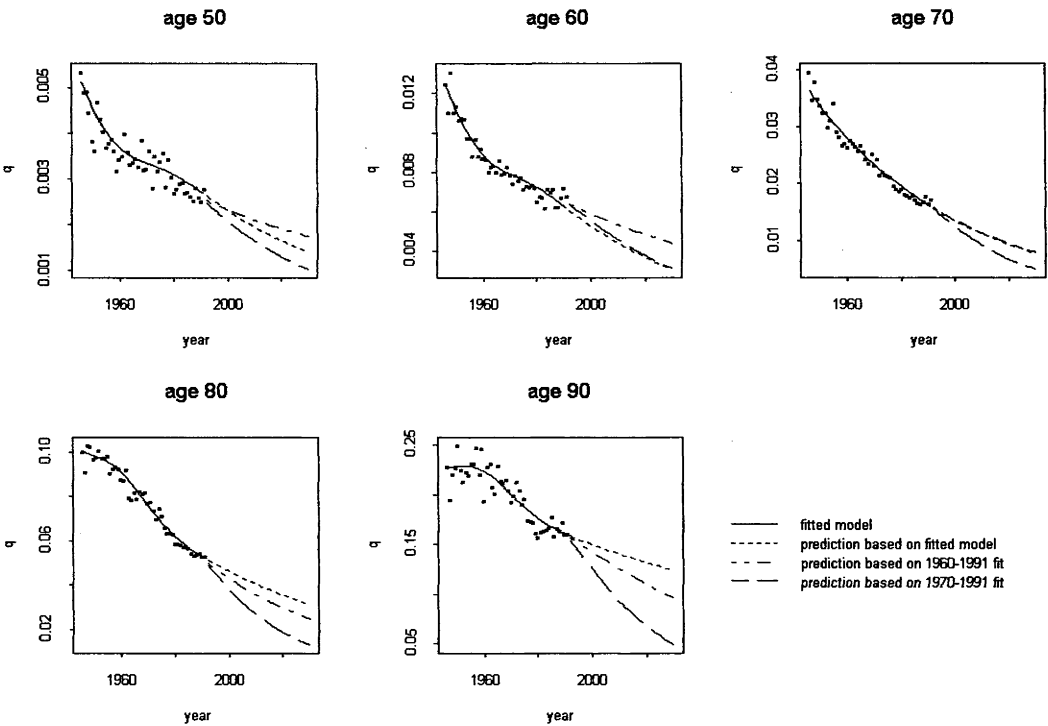 age 50
age 60
age 70
0.005
0.003
0.001
q
1960
2000
year
0.012
0.008
0.004
q
1960
2000
year
0.04
0.03
0.02
0.01
q
1960
2000
year
age 80
age 90
0.10
0.06
0.02
q
1960
2000
year
0.25
0.15
0.05
q
1960
2000
year
fitted model
prediction based on fitted model
prediction based on 1960-1991 fit
prediction based on 1970-1991 fit